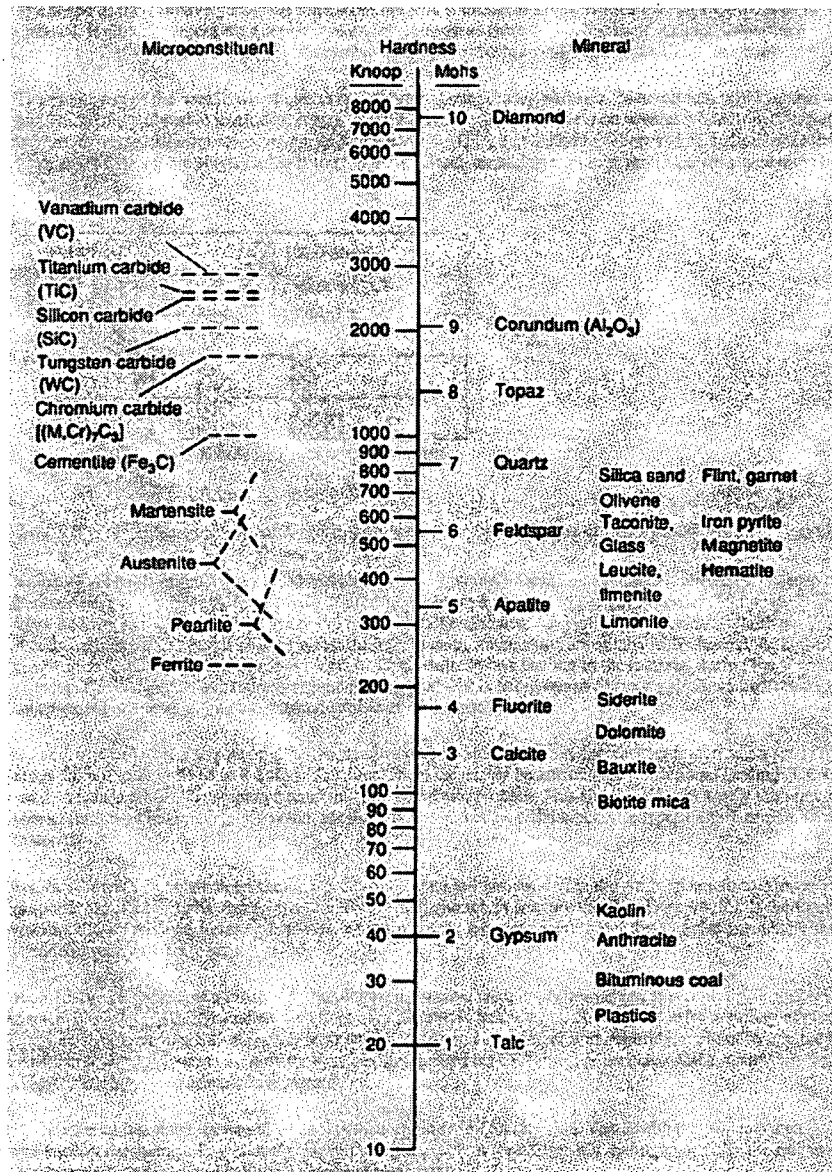 Microconstituent Hardness Mineral
Knoop Mohs
8000
10 Diamond
7000
6000
5000
Vanadium carbide
(VC)
4000
Titanium carbide
(TiC)
3000
Silicon carbide
(SiC)
2000 9 Corundum (Al₂O₃)
Tungsten carbide
(WC)
8 Topaz
Chromium carbide
[(M,Cr)₇C₃]
1000
Cementite (Fe₃C)
900
7 Quartz
800 Silica sand Flint, garnet
700
Olivene
Martensite
600 Taconite, Iron pyrite
6 Feldspar
500 Glass Magnetite
Austenite
400 Leucite, Hematite
Ilmenite
5 Apatite
Pearlite 300 Limonite
Ferrite
200
4 Fluorite Siderite
Dolomite
3 Calcite
Bauxite
100
Biotite mica
90
80
70
60
50
Kaolin
40 2 Gypsum Anthracite
30 Bituminous coal
Plastics
20 1 Talc
10